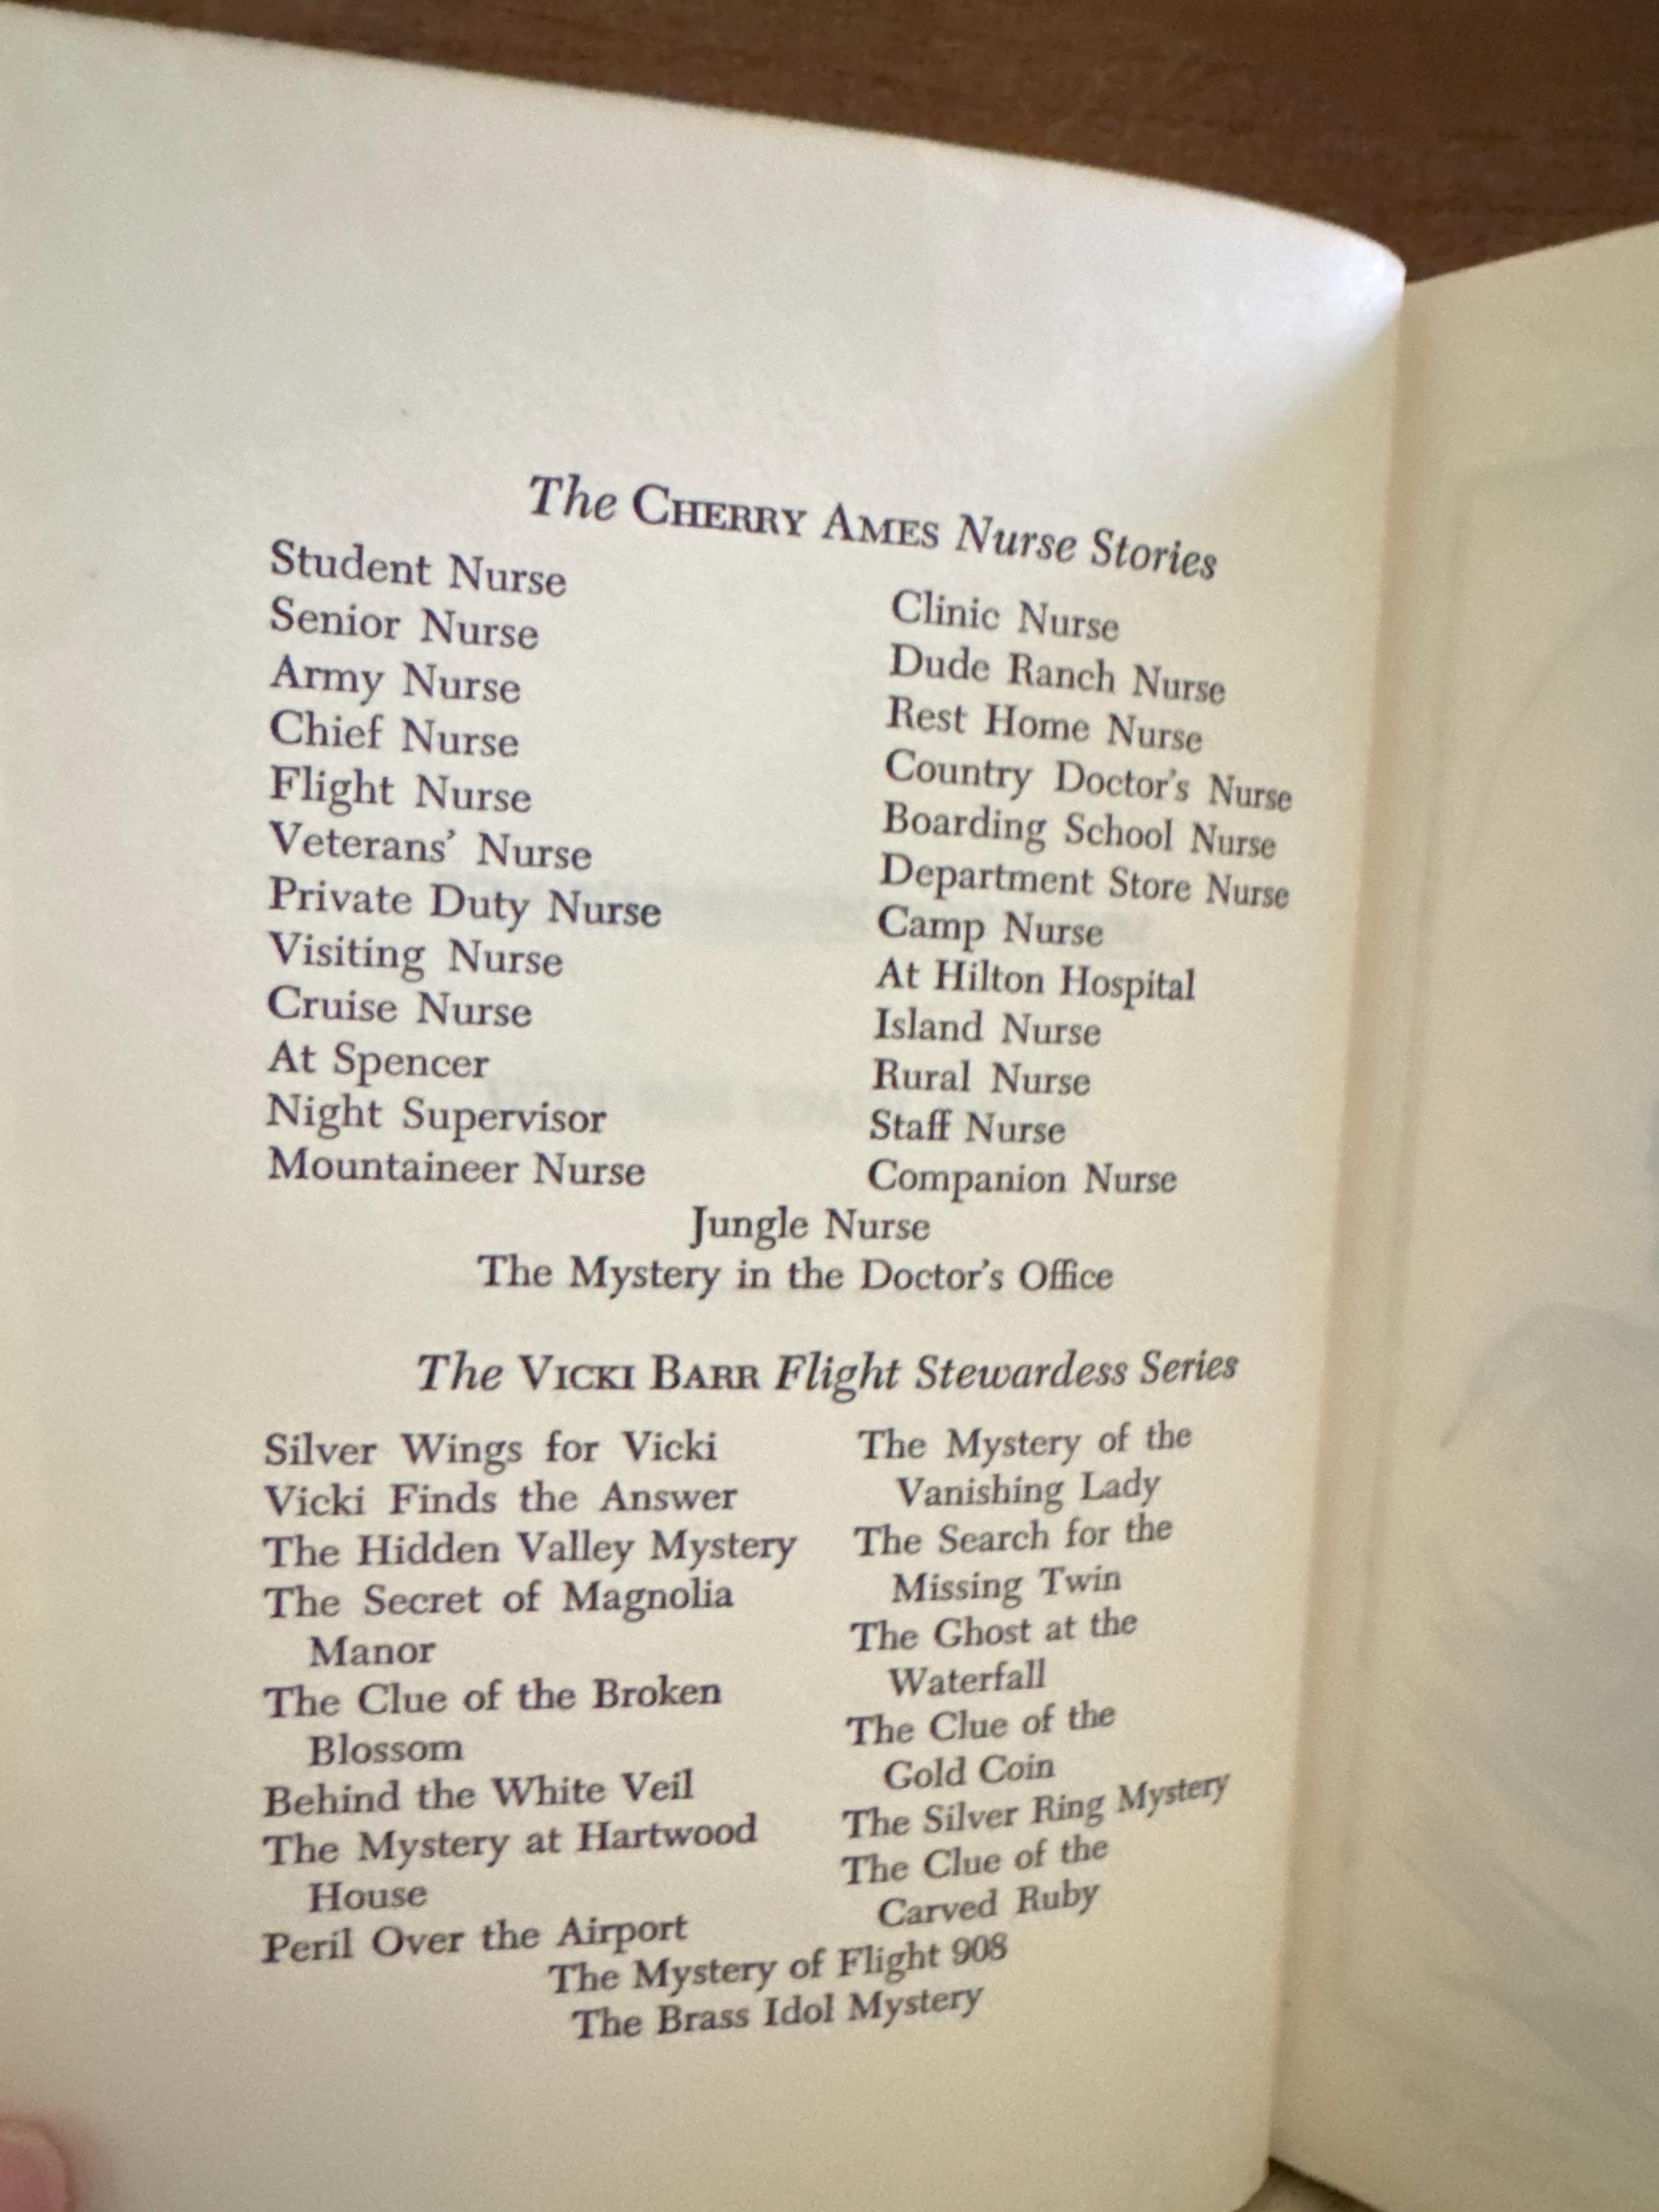 The CHERRY AMES Nurse Stories
Student Nurse
Senior Nurse
Army Nurse
Chief Nurse
Flight Nurse
Veterans' Nurse
Private Duty Nurse
Visiting Nurse
Cruise Nurse
At Spencer
Night Supervisor
Mountaineer Nurse
Clinic Nurse
Dude Ranch Nurse
Rest Home Nurse
Country Doctor's Nurse
Boarding School Nurse
Department Store Nurse
Camp Nurse
At Hilton Hospital
Island Nurse
Rural Nurse
Staff Nurse
Companion Nurse
Jungle Nurse
The Mystery in the Doctor's Office
The VICKI BARR Flight Stewardess Series
Silver Wings for Vicki
Vicki Finds the Answer
The Hidden Valley Mystery
The Secret of Magnolia
Manor
The Clue of the Broken
Blossom
Behind the White Veil
The Mystery at Hartwood
House
Peril Over the Airport
The Mystery of the
Vanishing Lady
The Search for the
Missing Twin
The Ghost at the
Waterfall
The Clue of the
Gold Coin
The Silver Ring Mystery
The Clue of the
Carved Ruby
The Mystery of Flight 908
The Brass Idol Mystery